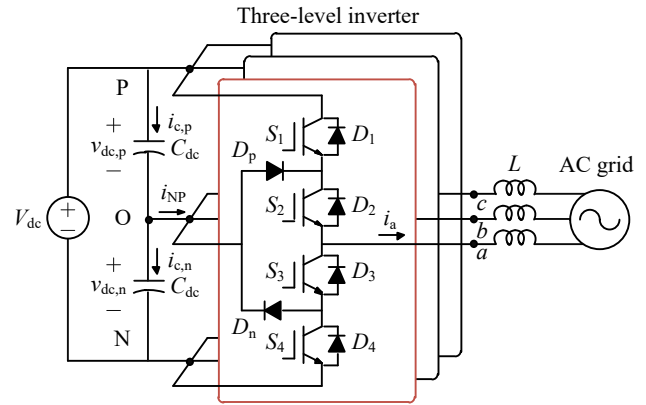 Three-level inverter
P
+
i_c,p
v_dc,p
C_dc
−
S_1
D_1
D_p
L
AC grid
i_NP
S_2
D_2
c
V_dc
+
−
O
i_a
b
a
+
i_c,n
v_dc,n
C_dc
−
S_3
D_3
D_n
N
S_4
D_4